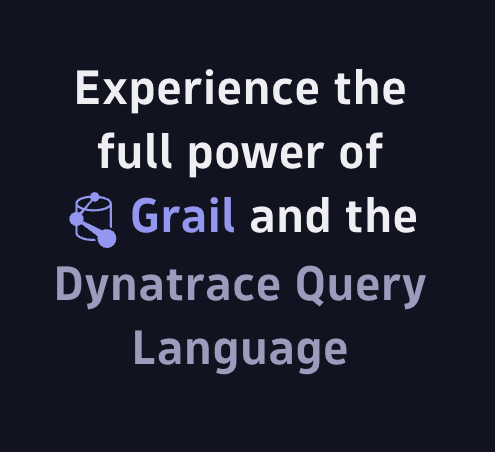 Experience the
full power of
Grail and the
Dynatrace Query
Language